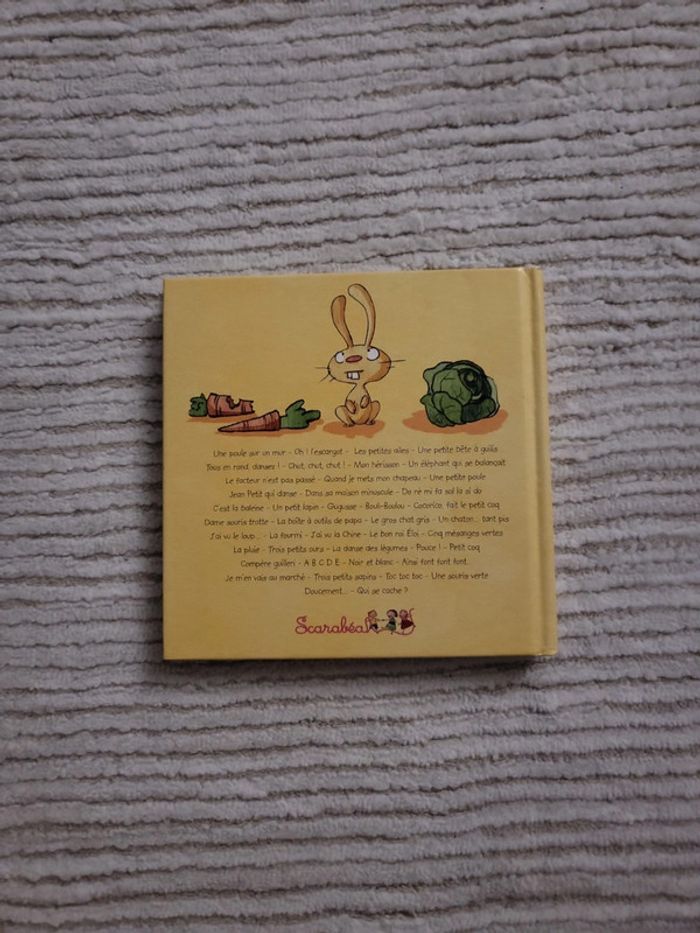 Une poule sur un mur - Oh ! l'escargot - Les petites ailes - Une petite bête à guilis
Tous en rond, dansez ! - Chut, chut, chut ! - Mon hérisson - Un éléphant qui se balançait
Le facteur n'est pas passé - Quand je mets mon chapeau - Une petite poule
Jean Petit qui danse - Dans sa maison minuscule - Do ré mi fa sol la si do
C'est la baleine - Un petit lapin - Gugusse - Bouli-Boulou - Cocorico, fait le petit coq
Dame souris trotte - La boîte à outils de papa - Le gros chat gris - Un chaton... tant pis
J'ai vu le loup... - La fourmi - J'ai vu la Chine - Le bon roi Éloi - Cinq mésanges vertes
La pluie - Trois petits ours - La danse des légumes - Pouce ! - Petit coq
Compère guilleri - A B C D E - Noir et blanc - Ainsi font font font...
Je m'en vais au marché - Trois petits sapins - Toc toc toc - Une souris verte
Doucement... - Qui se cache ?
Scarabéa